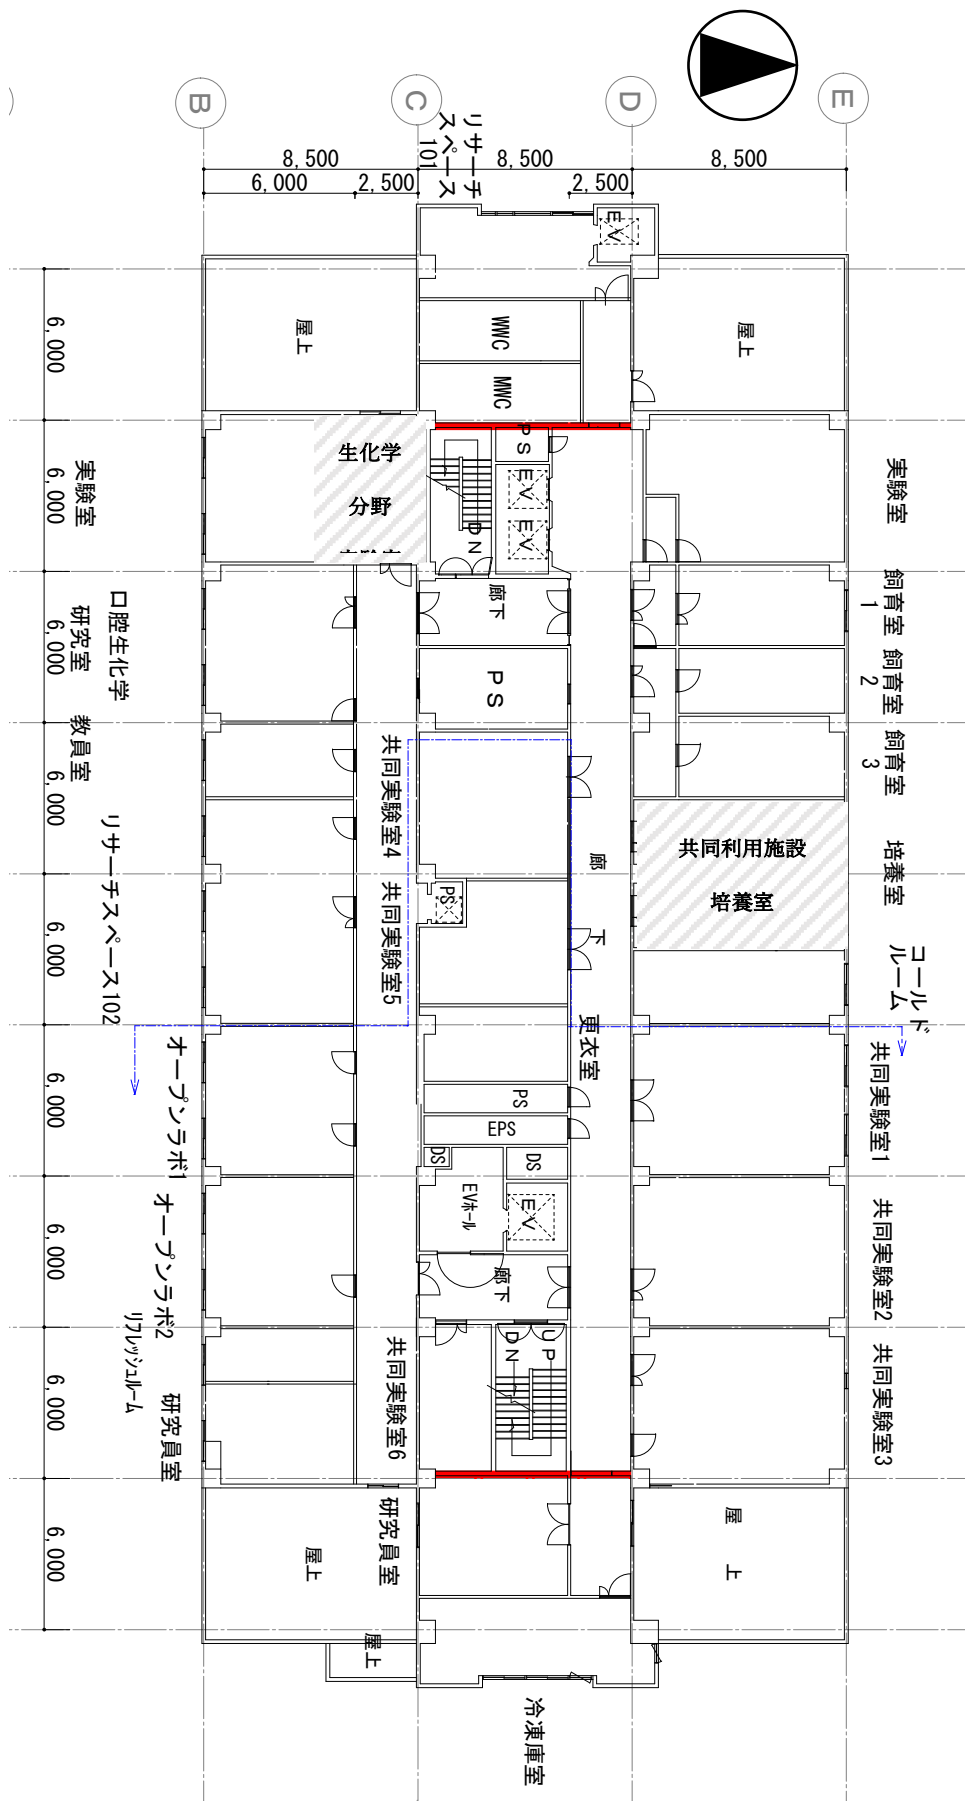 B
C
D
E
8,500
8,500
8,500
6,000
2,500
2,500
リサーチ
スペース
101
EV
屋上
WWC
MWC
屋上
6,000
PS
実験室
6,000
生化学
分野
DN
EV
EV
実験室
口腔生化学
研究室
6,000
廊下
飼育室
1
PS
飼育室
2
教員室
6,000
共同実験室4
飼育室
3
リサーチスペース102
廊下
共同利用施設
培養室
培養室
6,000
共同実験室5
PS
コールド
ルーム
更衣室
オープンラボ1
6,000
PS
EPS
共同実験室1
DS
DS
EVホール
EV
オープンラボ2
6,000
廊下
共同実験室2
リフレッシュルーム
DN
UP
研究員室
6,000
共同実験室6
共同実験室3
研究員室
6,000
屋上
屋上
屋上
冷凍庫室